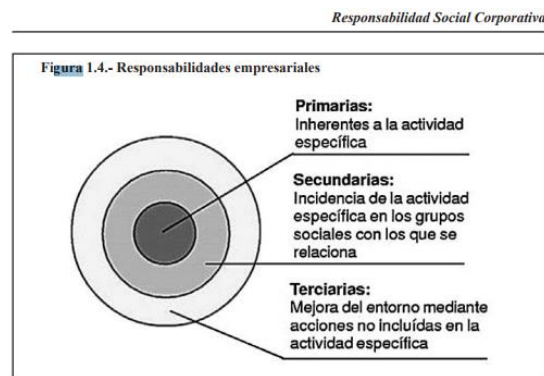 Responsabilidad Social Corporativa
Figura 1.4.- Responsabilidades empresariales
Primarias:
Inherentes a la actividad
específica
Secundarias:
Incidencia de la actividad
específica en los grupos
sociales con los que se
relaciona
Terciarias:
Mejora del entorno mediante
acciones no incluídas en la
actividad específica